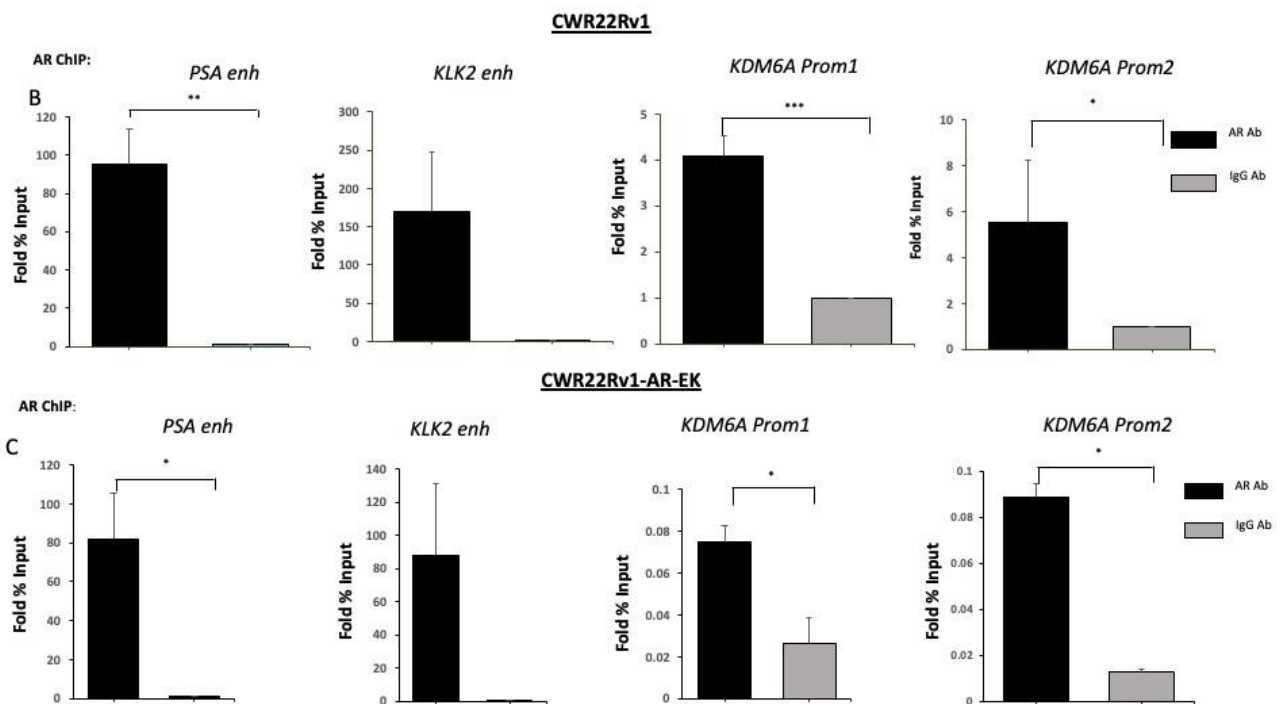 CWR22Rv1
AR ChIP:
B
PSA enh
**
Fold % Input
120
100
80
60
40
20
0
KLK2 enh
Fold % Input
300
250
200
150
100
50
0
KDM6A Prom1
***
Fold % Input
5
4
3
2
1
0
KDM6A Prom2
*
Fold % Input
10
8
6
4
2
0
AR Ab
IgG Ab
CWR22Rv1-AR-EK
AR ChIP:
C
PSA enh
*
Fold % Input
120
100
80
60
40
20
0
KLK2 enh
Fold % Input
140
120
100
80
60
40
20
0
KDM6A Prom1
*
Fold % Input
0.1
0.08
0.06
0.04
0.02
0
KDM6A Prom2
*
Fold % Input
0.1
0.08
0.06
0.04
0.02
0
AR Ab
IgG Ab